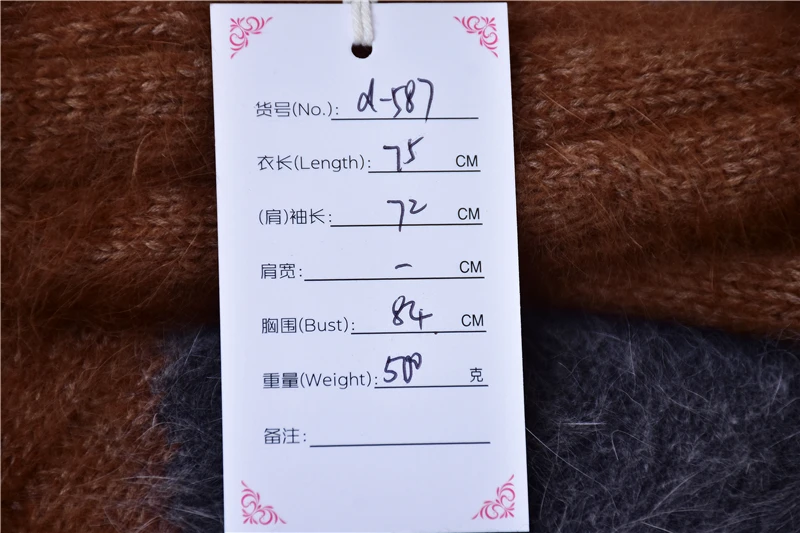 货号(No.): d-587
衣长(Length): 75 CM
(肩)袖长: 72 CM
肩宽: – CM
胸围(Bust): 84 CM
重量(Weight): 500 克
备注: